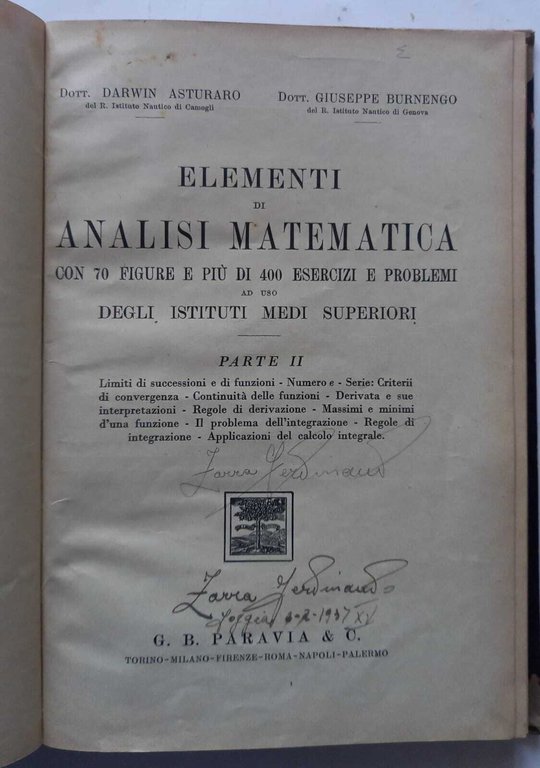 Dott. DARWIN ASTURARO
del R. Istituto Nautico di Camogli
Dott. GIUSEPPE BURNENGO
del R. Istituto Nautico di Genova
ELEMENTI
DI
ANALISI MATEMATICA
CON 70 FIGURE E PIÙ DI 400 ESERCIZI E PROBLEMI
AD USO
DEGLI ISTITUTI MEDI SUPERIORI
PARTE II
Limiti di successioni e di funzioni - Numero e - Serie: Criterii
di convergenza - Continuità delle funzioni - Derivata e sue
interpretazioni - Regole di derivazione - Massimi e minimi
d'una funzione - Il problema dell'integrazione - Regole di
integrazione - Applicazioni del calcolo integrale.
Zarra Ferdinando
Zarra Ferdinando
Foggia 3-2-1937 XV
G. B. PARAVIA & C.
TORINO-MILANO-FIRENZE-ROMA-NAPOLI-PALERMO